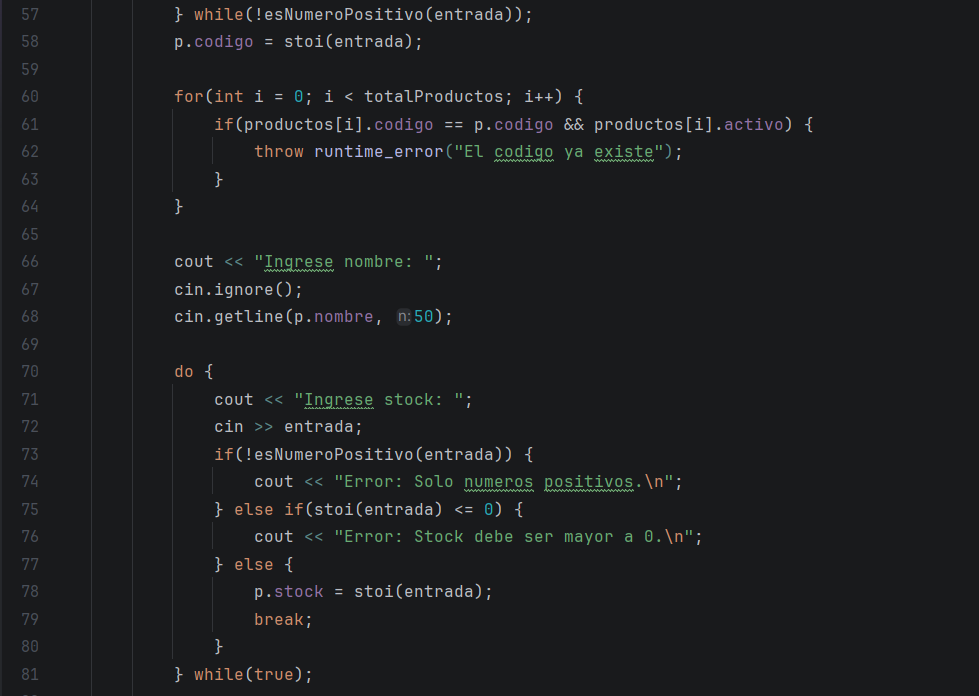 57 } while(!esNumeroPositivo(entrada));
58 p.codigo = stoi(entrada);
59
60 for(int i = 0; i < totalProductos; i++) {
61 if(productos[i].codigo == p.codigo && productos[i].activo) {
62 throw runtime_error("El codigo ya existe");
63 }
64 }
65
66 cout << "Ingrese nombre: ";
67 cin.ignore();
68 cin.getline(p.nombre, n: 50);
69
70 do {
71 cout << "Ingrese stock: ";
72 cin >> entrada;
73 if(!esNumeroPositivo(entrada)) {
74 cout << "Error: Solo numeros positivos.\n";
75 } else if(stoi(entrada) <= 0) {
76 cout << "Error: Stock debe ser mayor a 0.\n";
77 } else {
78 p.stock = stoi(entrada);
79 break;
80 }
81 } while(true);